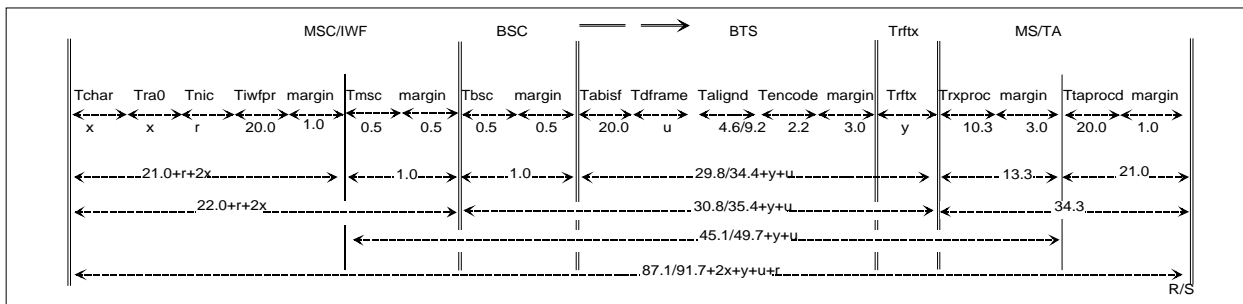 MSC/IWF BSC BTS Trftx MS/TA
Tchar Tra0 Tnic Tiwfpr margin Tmsc margin Tbsc margin Tabisf Tdframe Talignd Tencode margin Trftx Trxproc margin Ttaprocd margin
x x r 20.0 1.0 0.5 0.5 0.5 0.5 20.0 u 4.6/9.2 2.2 3.0 y 10.3 3.0 20.0 1.0
21.0+r+2x 1.0 1.0 29.8/34.4+y+u 13.3 21.0
22.0+r+2x 30.8/35.4+y+u 34.3
45.1/49.7+y+u
87.1/91.7+2x+y+u+r
R/S